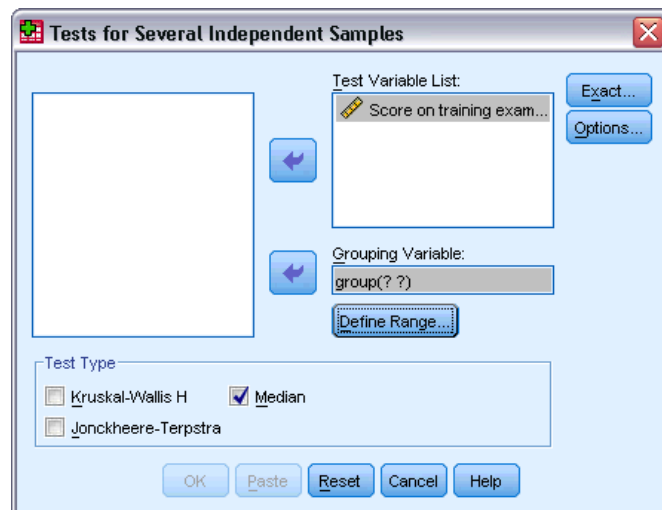 Tests for Several Independent Samples
Test Variable List:
Score on training exam...
Exact...
Options...
Grouping Variable:
group(? ?)
Define Range...
Test Type
Kruskal-Wallis H
Median
Jonckheere-Terpstra
OK
Paste
Reset
Cancel
Help